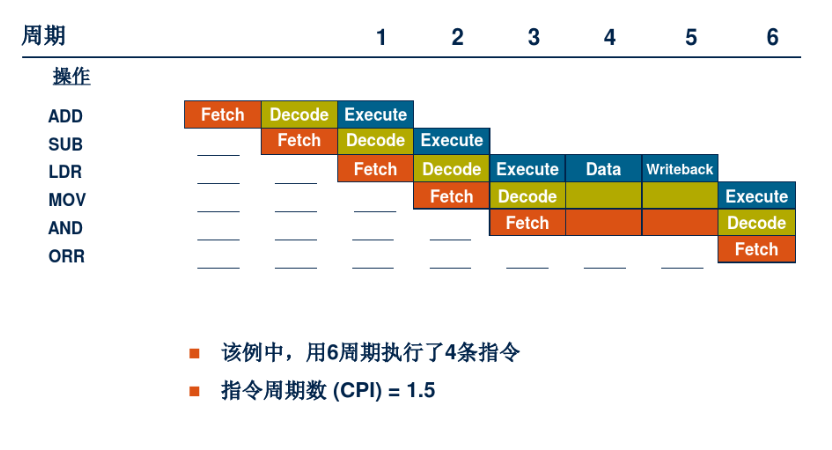 周期 1 2 3 4 5 6
操作
ADD Fetch Decode Execute
SUB Fetch Decode Execute
LDR Fetch Decode Execute Data Writeback
MOV Fetch Decode Execute
AND Fetch Decode
ORR Fetch
该例中，用6周期执行了4条指令
指令周期数 (CPI) = 1.5